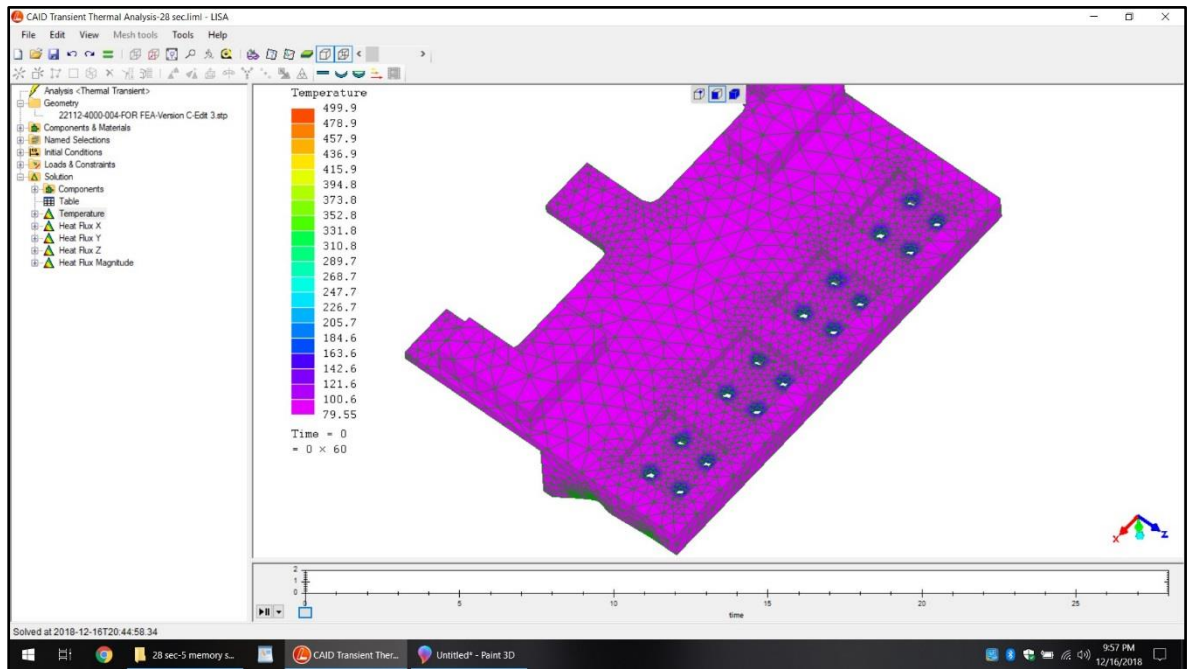 CAID Transient Thermal Analysis-28 sec.liml - LISA
File Edit View Mesh tools Tools Help
Analysis <Thermal Transient>
Geometry
22112-4000-004-FOR FEA-Version C-Edit 3.stp
Components & Materials
Named Selections
Initial Conditions
Loads & Constraints
Solution
Components
Table
Temperature
Heat Flux X
Heat Flux Y
Heat Flux Z
Heat Flux Magnitude
Temperature
499.9
478.9
457.9
436.9
415.9
394.8
373.8
352.8
331.8
310.8
289.7
268.7
247.7
226.7
205.7
184.6
163.6
142.6
121.6
100.6
79.55
Time = 0
= 0 × 60
X
Z
2
1
0
0 5 10 15 20 25
time
Solved at 2018-12-16T20:44:58.34
28 sec-5 memory s...
CAID Transient Ther...
Untitled* - Paint 3D
9:57 PM
12/16/2018